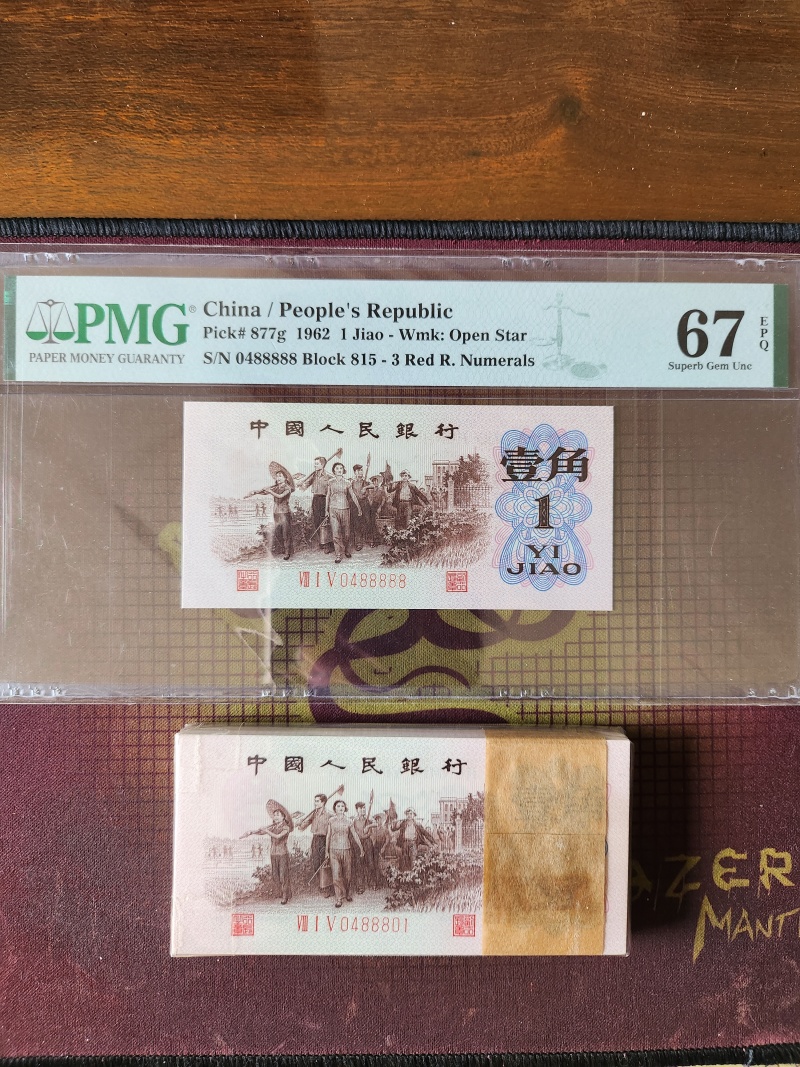 PMG®
PAPER MONEY GUARANTY
China / People's Republic
Pick# 877g 1962 1 Jiao - Wmk: Open Star
S/N 0488888 Block 815 - 3 Red R. Numerals
67
EPQ
Superb Gem Unc
中國人民銀行
壹角
1
YI
JIAO
VIII I V 0488888
中國人民銀行
VIII I V 0488801
AZER
MANT